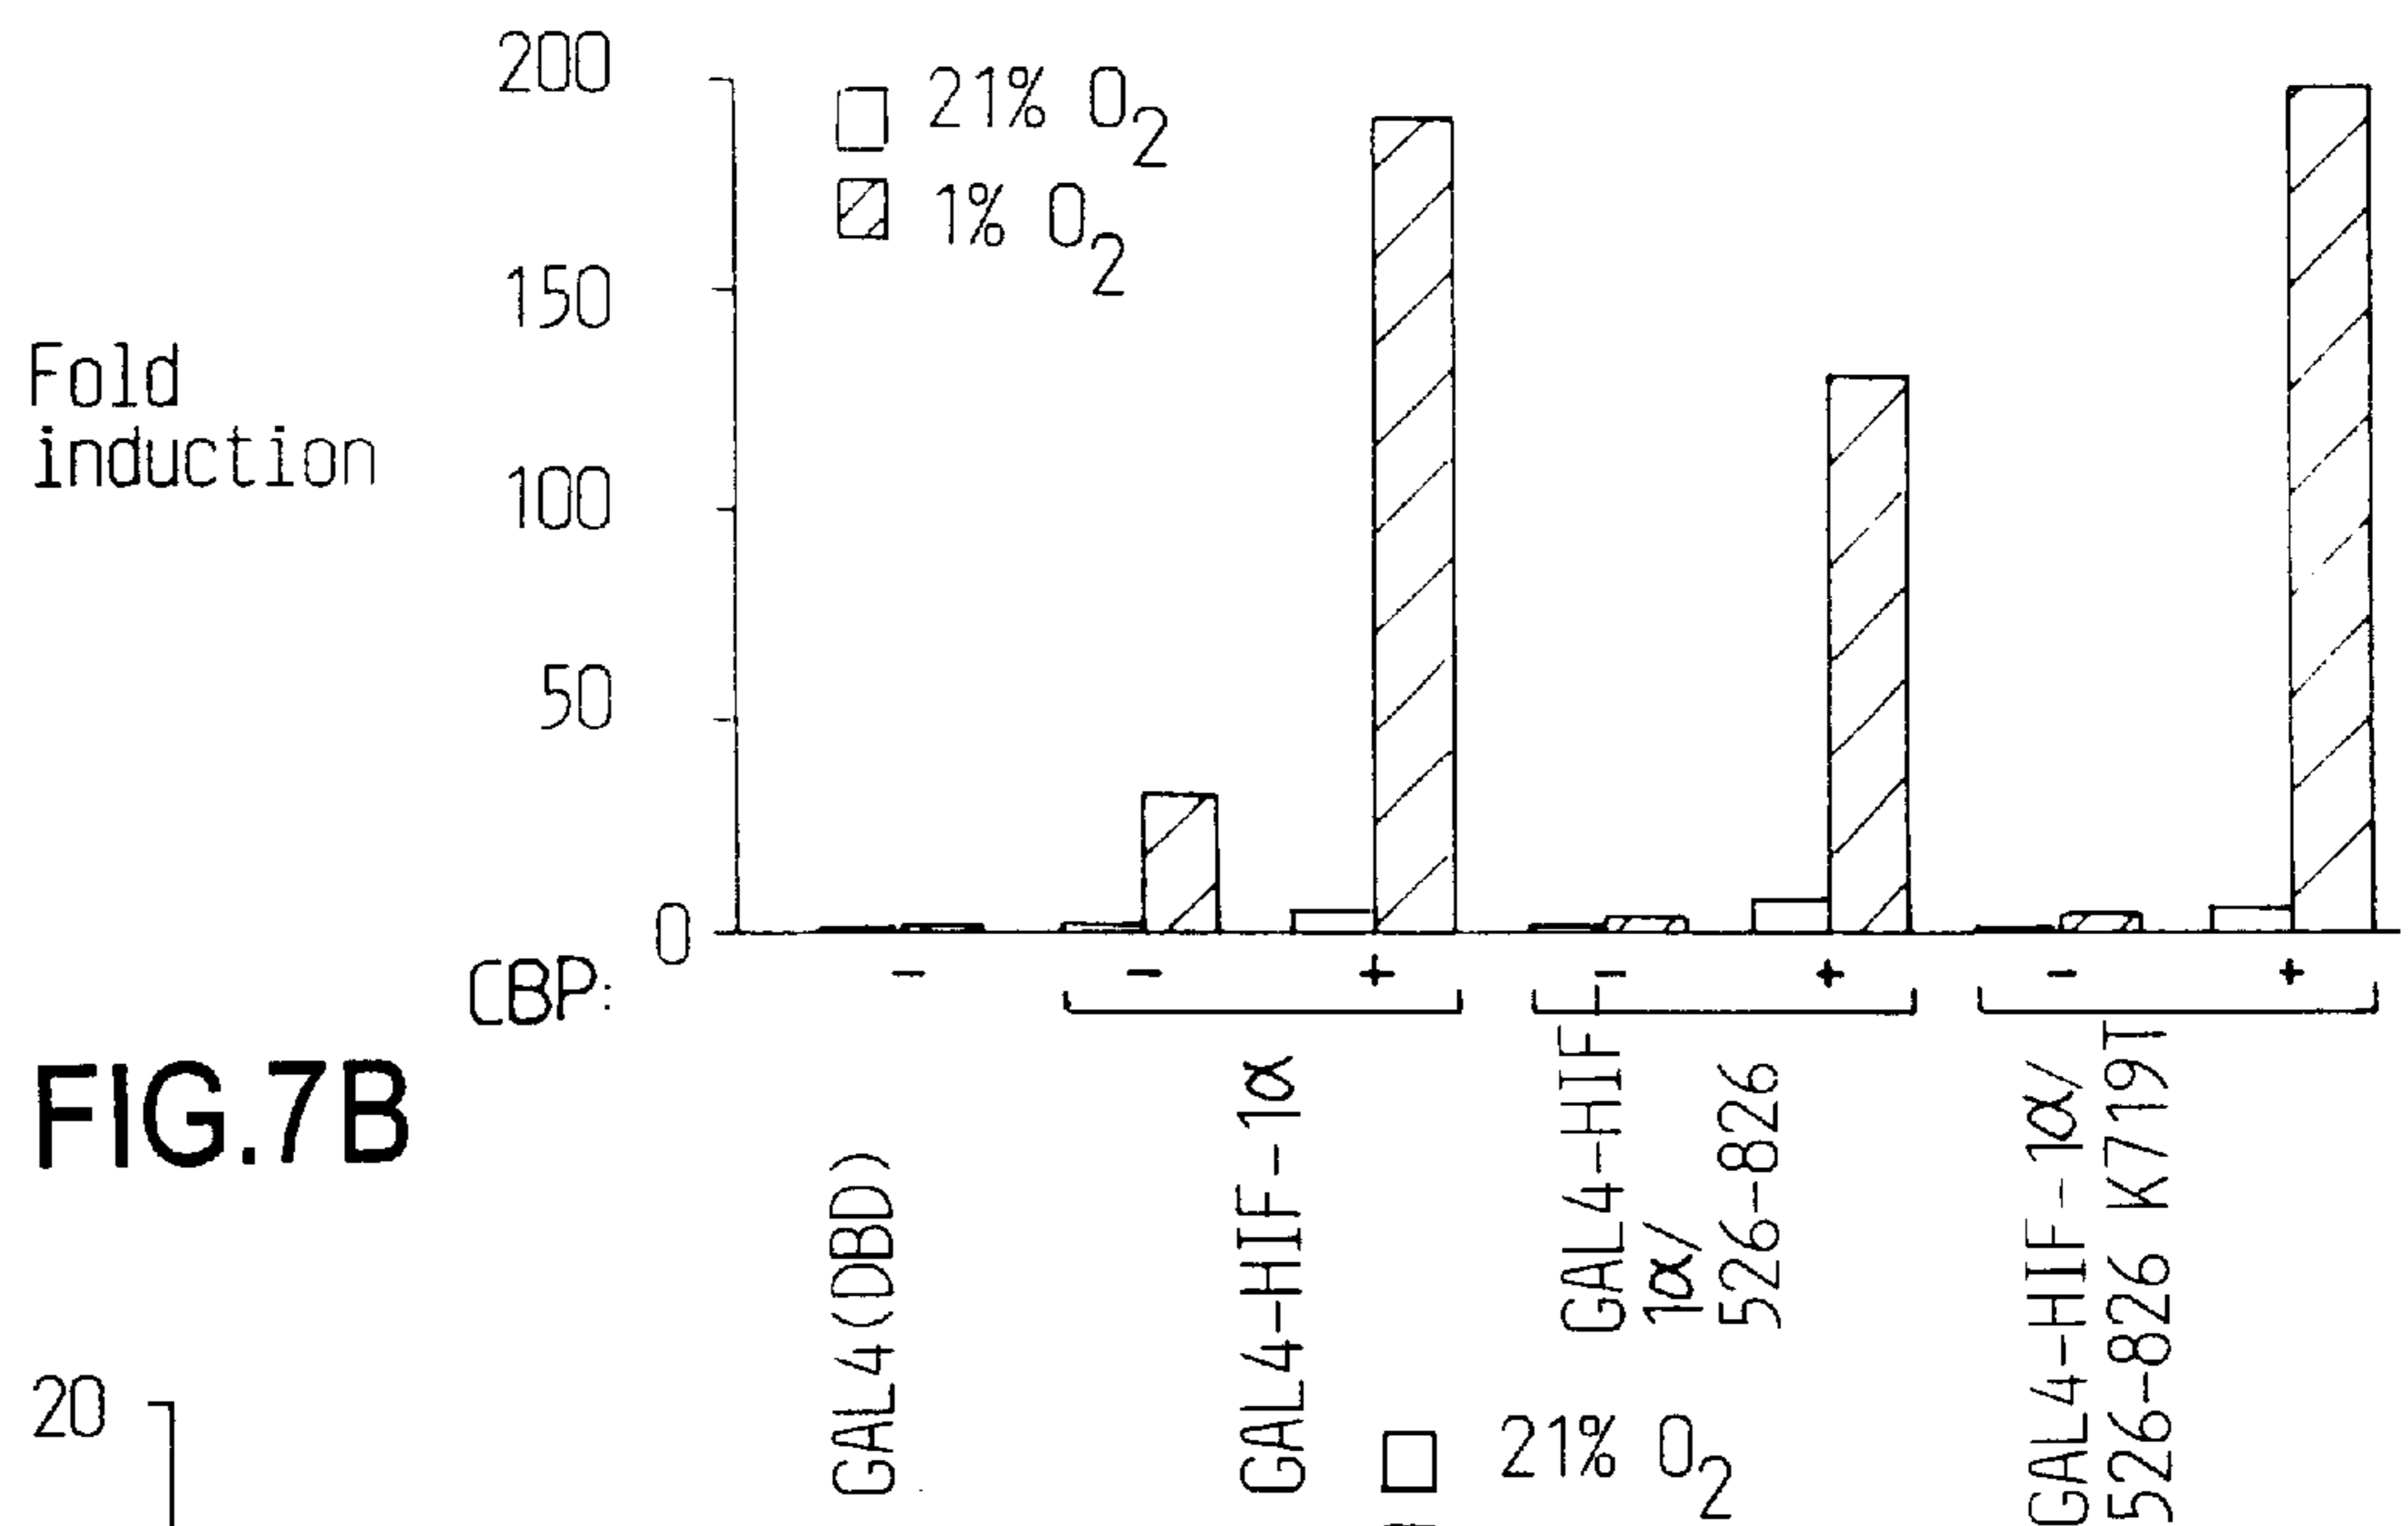 200
21% O2
1% O2
150
Fold
induction
100
50
0
CBP: - - + - + - +
GAL4(DBD)
GAL4-HIF-1α
GAL4-HIF-
1α/
526-826
GAL4-HIF-1α/
526-826 K719T
FIG.7B
20
21% O2